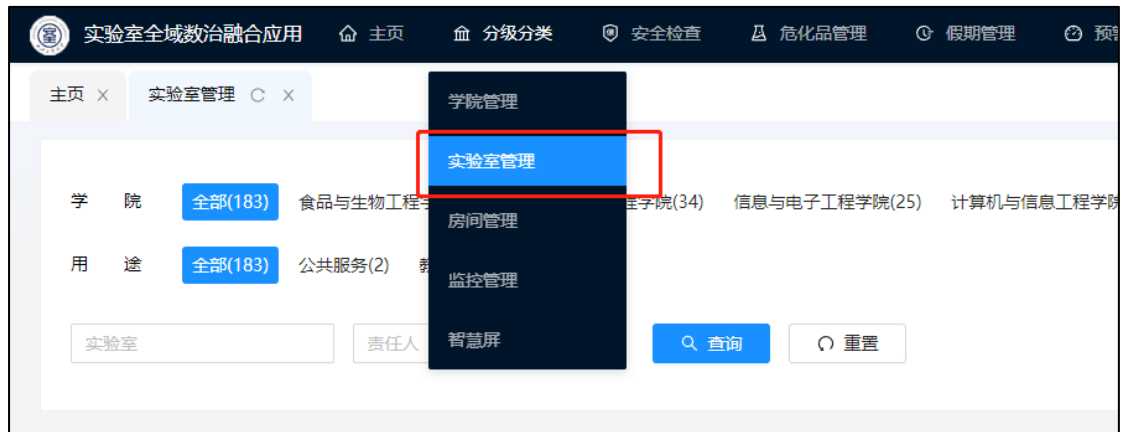 实验室全域数治融合应用 主页 分级分类 安全检查 危化品管理 假期管理
主页 实验室管理
学院管理
实验室管理
学 院 全部(183) 食品与生物工程 学院(34) 信息与电子工程学院(25) 计算机与信息工程学院
房间管理
用 途 全部(183) 公共服务(2)
监控管理
实验室 责任人 智慧屏 查询 重置